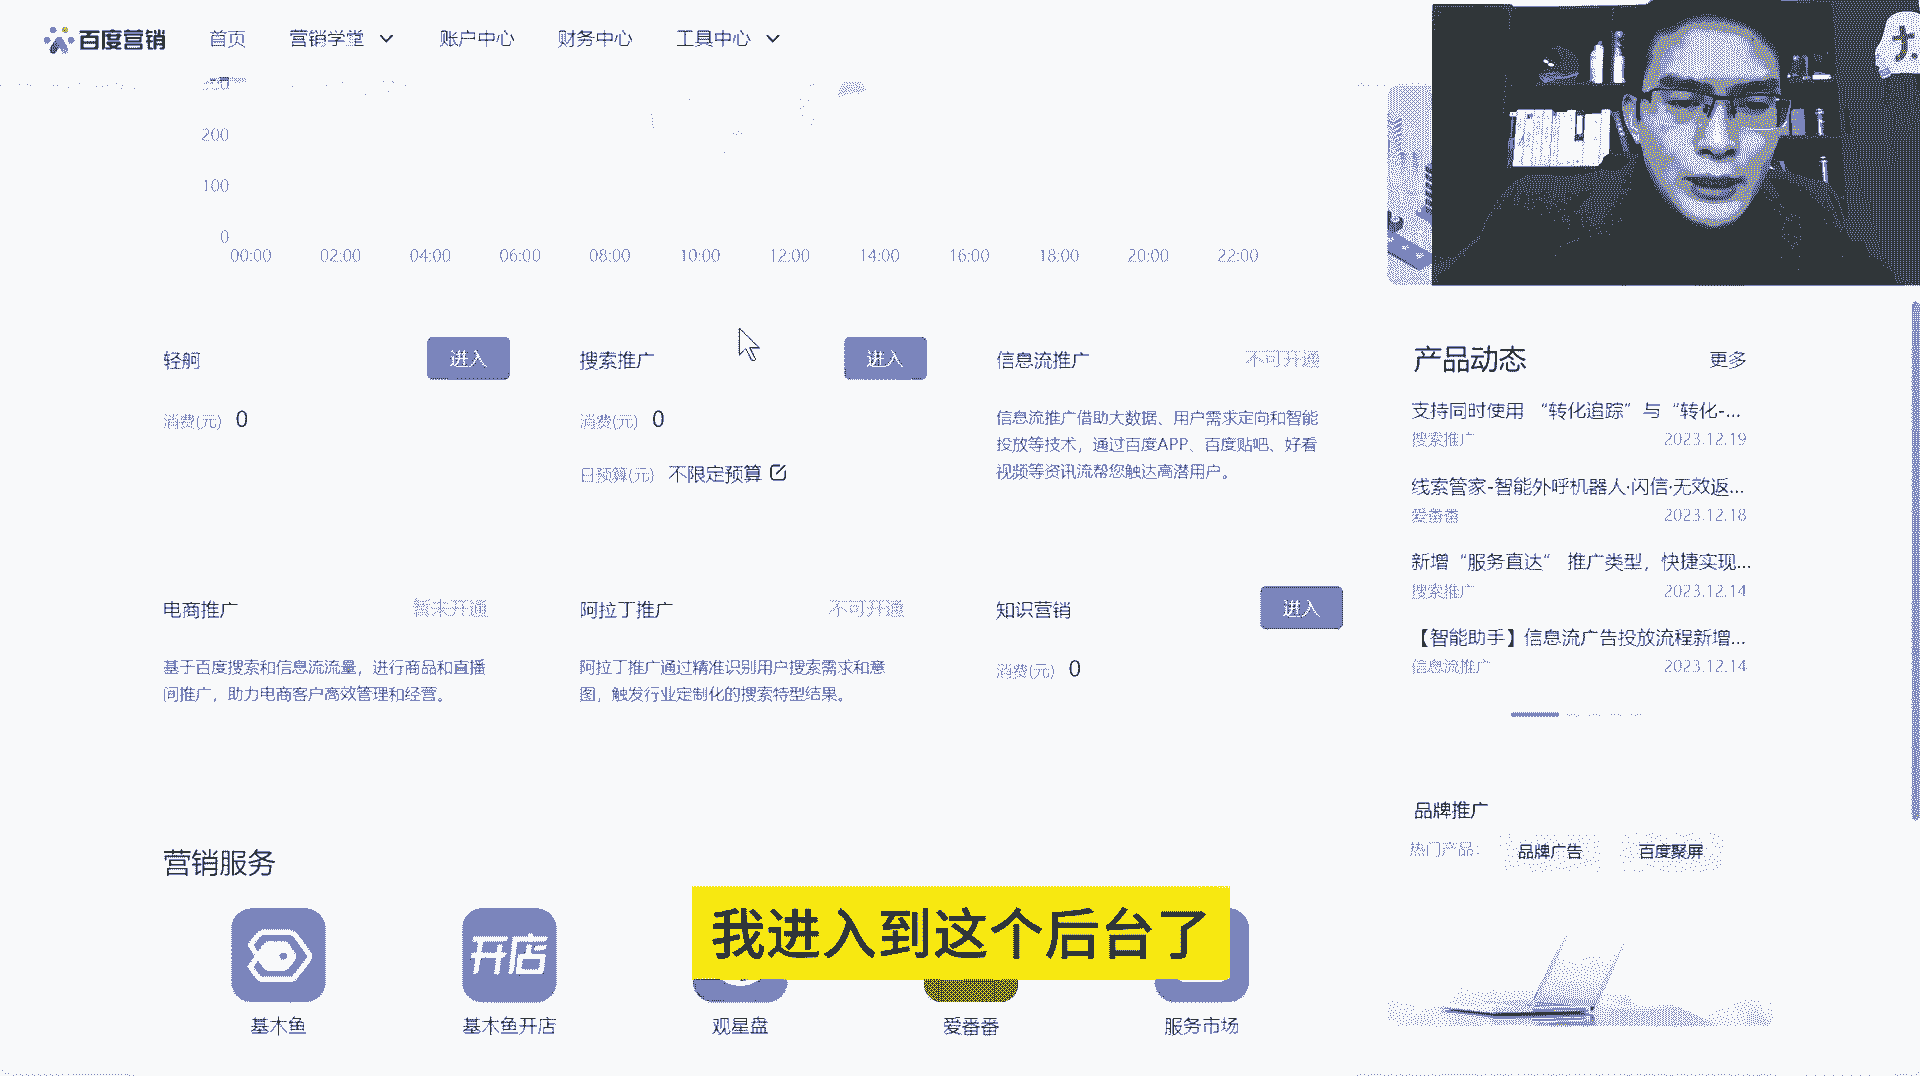 百度营销
首页
营销学堂
账户中心
财务中心
工具中心
200
100
0
00:00
02:00
04:00
06:00
08:00
10:00
12:00
14:00
16:00
18:00
20:00
22:00
轻舸
进入
消费(元) 0
搜索推广
进入
消费(元) 0
日预算(元) 不限定预算
信息流推广
不可开通
信息流推广借助大数据、用户需求定向和智能
投放等技术，通过百度APP、百度贴吧、好看
视频等资讯流帮您触达高潜用户。
电商推广
暂未开通
基于百度搜索和信息流流量，进行商品和直播
间推广，助力电商客户高效管理和经营。
阿拉丁推广
不可开通
阿拉丁推广通过精准识别用户搜索需求和意
图，触发行业定制化的搜索特型结果。
知识营销
进入
消费(元) 0
产品动态
更多
支持同时使用 “转化追踪”与“转化-...
搜索推广
2023.12.19
线索管家-智能外呼机器人·闪信·无效返...
爱番番
2023.12.18
新增“服务直达” 推广类型，快捷实现...
搜索推广
2023.12.14
【智能助手】信息流广告投放流程新增...
信息流推广
2023.12.14
品牌推广
热门产品：
品牌广告
百度聚屏
营销服务
开店
基木鱼
基木鱼开店
观星盘
爱番番
服务市场
我进入到这个后台了